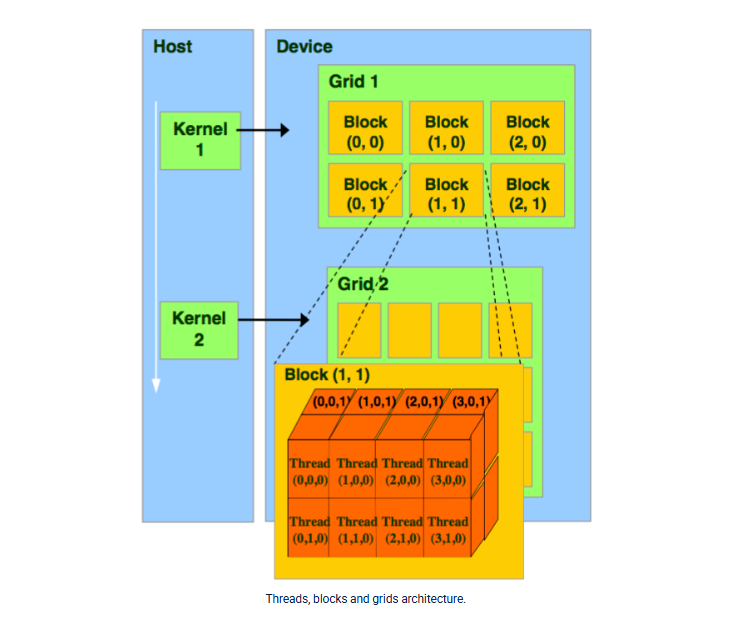 Host
Device
Grid 1
Kernel
1
Block
(0, 0)
Block
(1, 0)
Block
(2, 0)
Block
(0, 1)
Block
(1, 1)
Block
(2, 1)
Grid 2
Kernel
2
Block (1, 1)
(0,0,1) (1,0,1) (2,0,1) (3,0,1)
Thread Thread Thread Thread
(0,0,0) (1,0,0) (2,0,0) (3,0,0)
Thread Thread Thread Thread
(0,1,0) (1,1,0) (2,1,0) (3,1,0)
Threads, blocks and grids architecture.